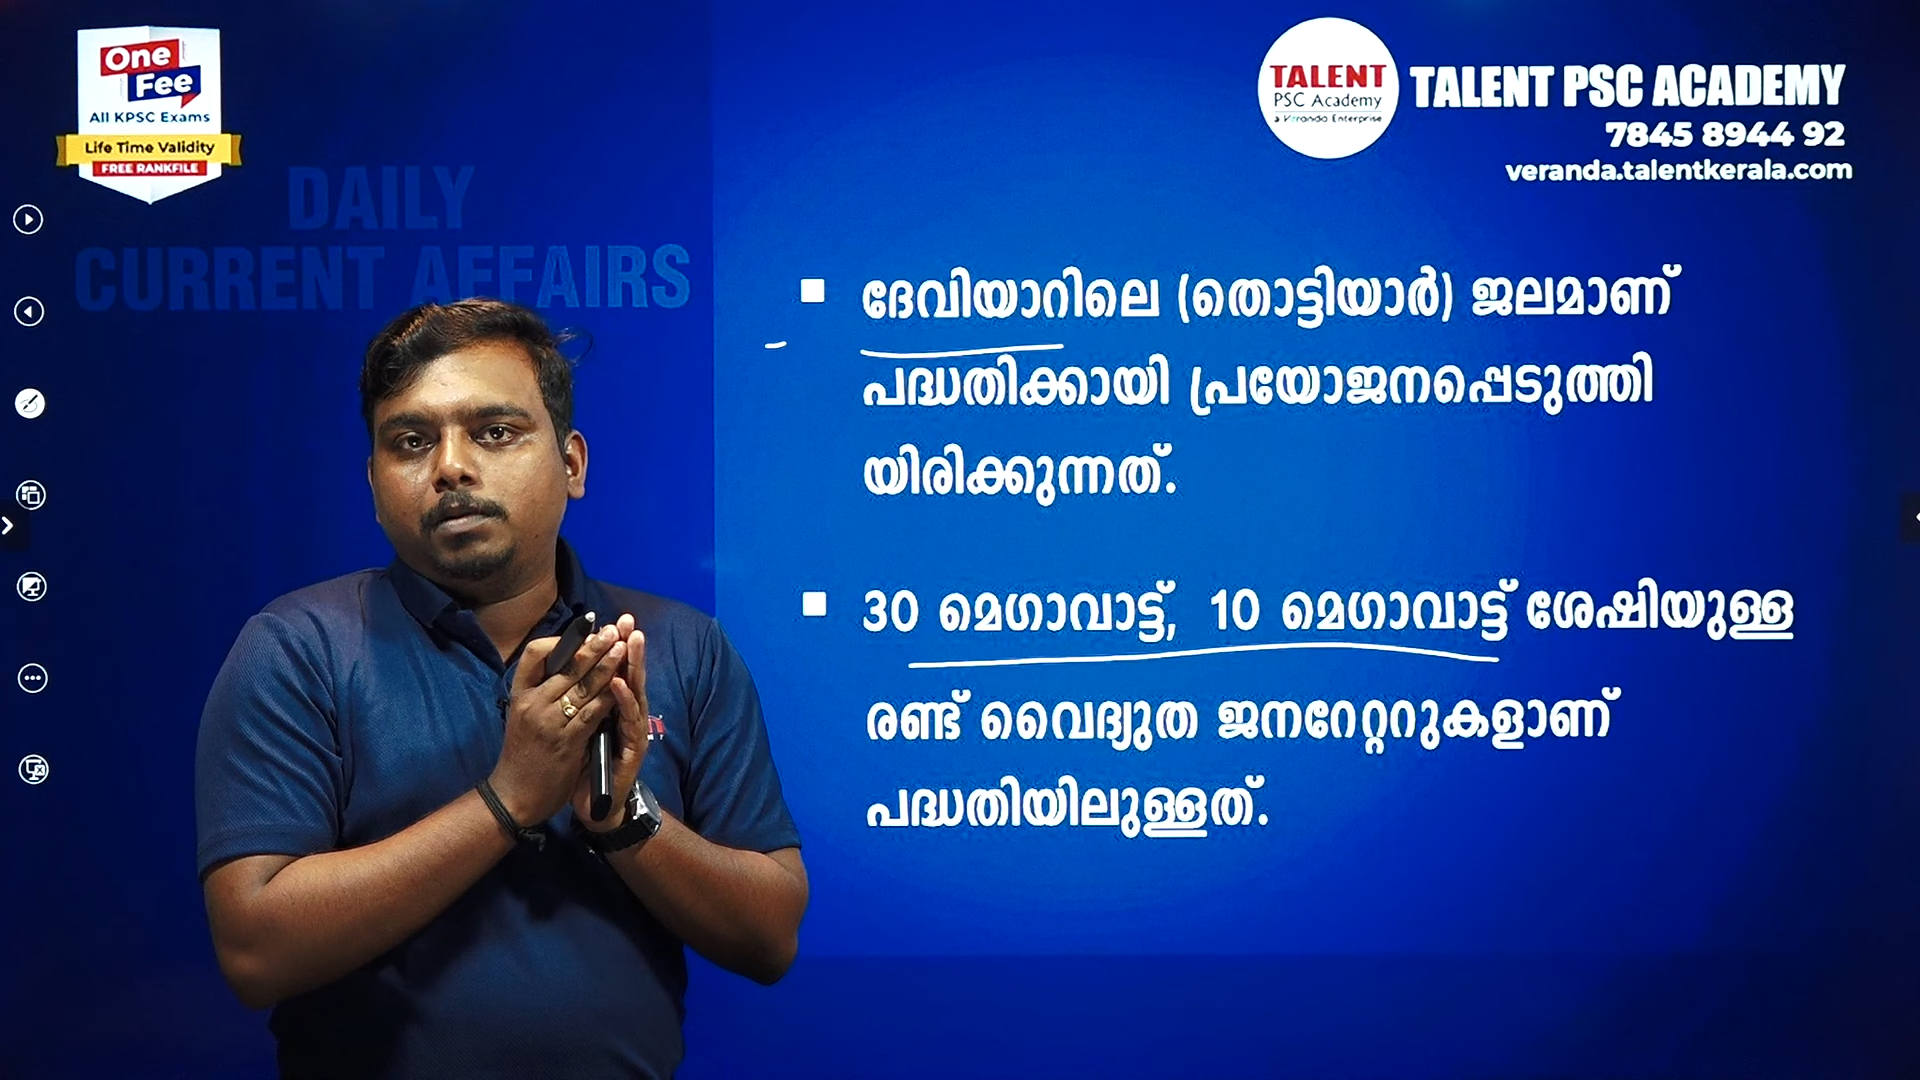 One
Fee
All KPSC Exams
Life Time Validity
FREE RANKFILE
TALENT
PSC Academy
a Veranda Enterprise
TALENT PSC ACADEMY
7845 8944 92
veranda.talentkerala.com
DAILY
CURRENT AFFAIRS
ദേവിയാറിലെ (തൊട്ടിയാർ) ജലമാണ്
പദ്ധതിക്കായി പ്രയോജനപ്പെടുത്തി
യിരിക്കുന്നത്.
30 മെഗാവാട്ട്, 10 മെഗാവാട്ട് ശേഷിയുള്ള
രണ്ട് വൈദ്യുത ജനറേറ്ററുകളാണ്
പദ്ധതിയിലുള്ളത്.